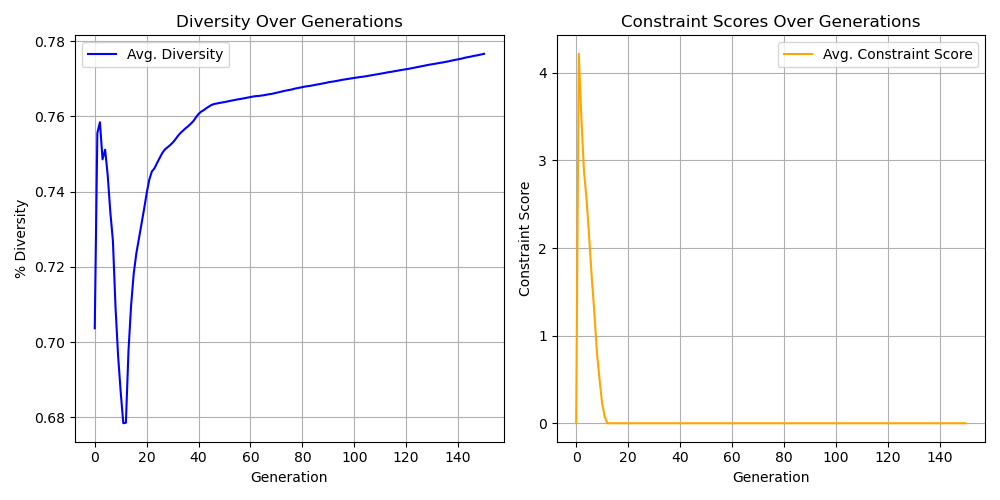 Diversity Over Generations
Avg. Diversity
% Diversity
0.78
0.76
0.74
0.72
0.70
0.68
0 20 40 60 80 100 120 140
Generation
Constraint Scores Over Generations
Avg. Constraint Score
Constraint Score
4
3
2
1
0
0 20 40 60 80 100 120 140
Generation